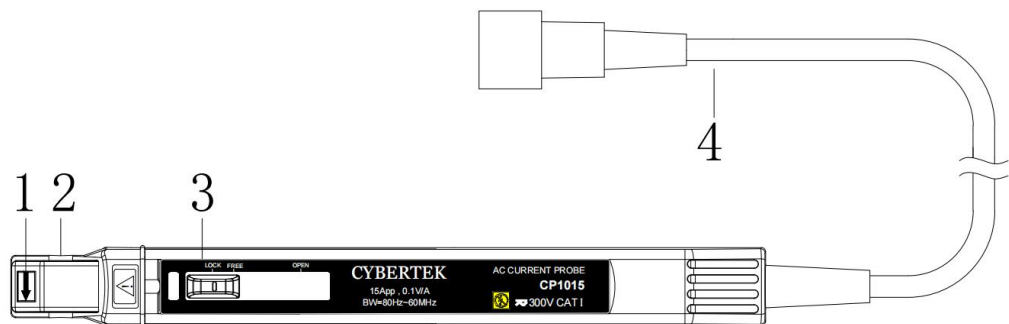 4
1 2 3
LOCK FREE OPEN
CYBERTEK
15App , 0.1V/A
BW=80Hz~60MHz
AC CURRENT PROBE
CP1015
300V CAT I